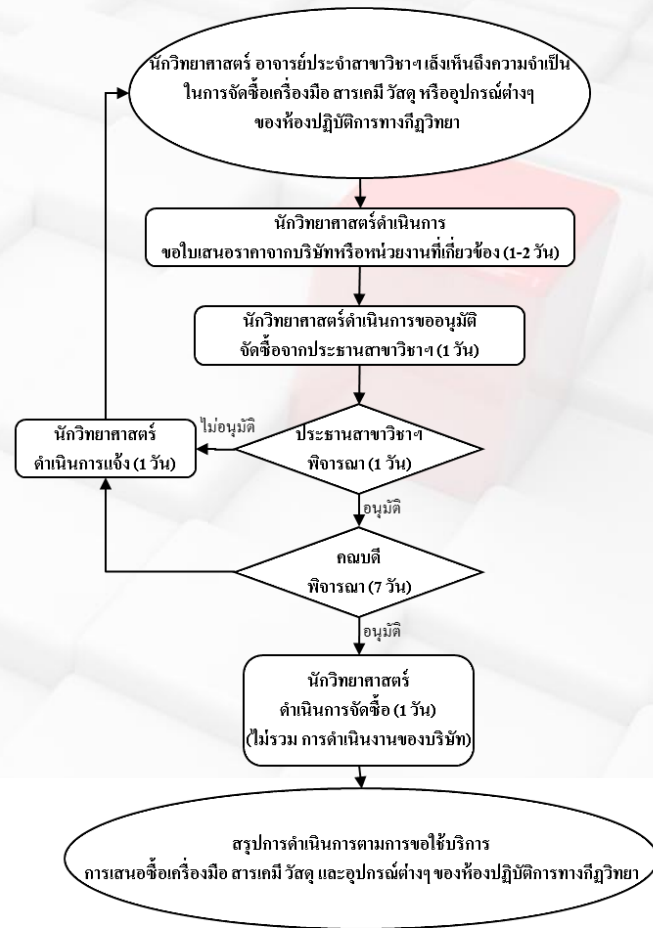 นักวิทยาศาสตร์ อาจารย์ประจำสาขาวิชาฯ เล็งเห็นถึงความจำเป็น
ในการจัดซื้อเครื่องมือ สารเคมี วัสดุ หรืออุปกรณ์ต่างๆ
ของห้องปฏิบัติการทางกีฏวิทยา
นักวิทยาศาสตร์ดำเนินการ
ขอใบเสนอราคาจากบริษัทหรือหน่วยงานที่เกี่ยวข้อง (1-2 วัน)
นักวิทยาศาสตร์ดำเนินการขออนุมัติ
จัดซื้อจากประธานสาขาวิชาฯ (1 วัน)
ประธานสาขาวิชาฯ
พิจารณา (1 วัน)
ไม่อนุมัติ
นักวิทยาศาสตร์
ดำเนินการแจ้ง (1 วัน)
อนุมัติ
คณบดี
พิจารณา (7 วัน)
อนุมัติ
นักวิทยาศาสตร์
ดำเนินการจัดซื้อ (1 วัน)
(ไม่รวม การดำเนินงานของบริษัท)
สรุปการดำเนินการตามการขอใช้บริการ
การเสนอซื้อเครื่องมือ สารเคมี วัสดุ และอุปกรณ์ต่างๆ ของห้องปฏิบัติการทางกีฏวิทยา